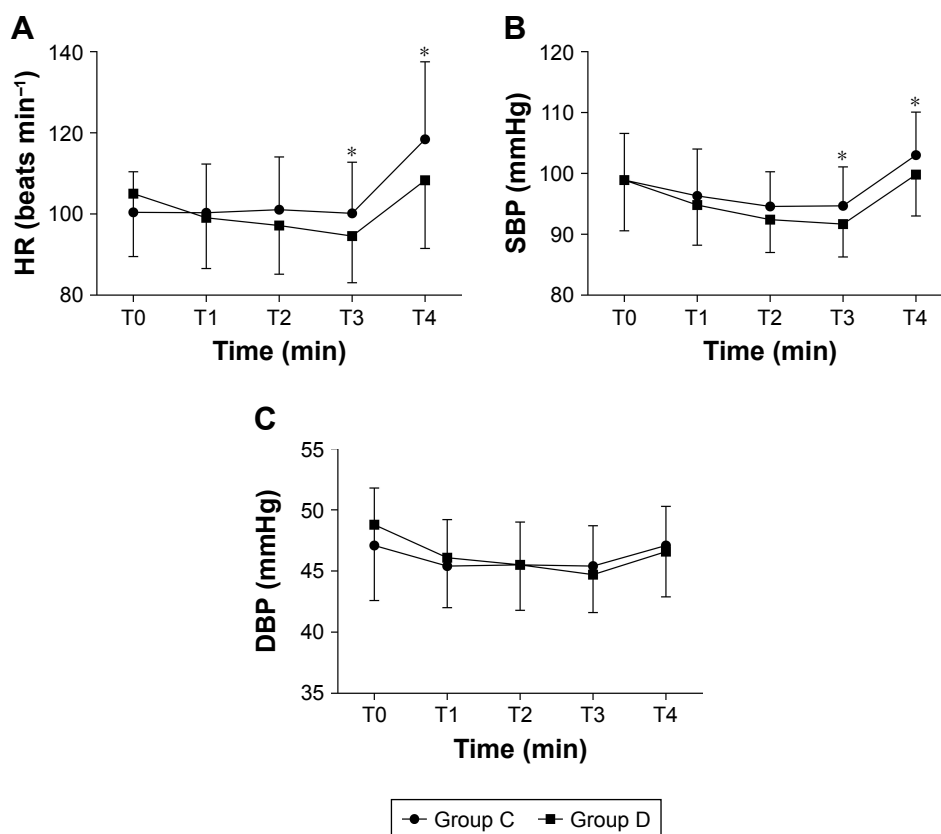 A
HR (beats min⁻¹)
140
120
100
80
*
*
T0 T1 T2 T3 T4
Time (min)
B
SBP (mmHg)
120
110
100
90
80
*
*
T0 T1 T2 T3 T4
Time (min)
C
DBP (mmHg)
55
50
45
40
35
T0 T1 T2 T3 T4
Time (min)
Group C Group D